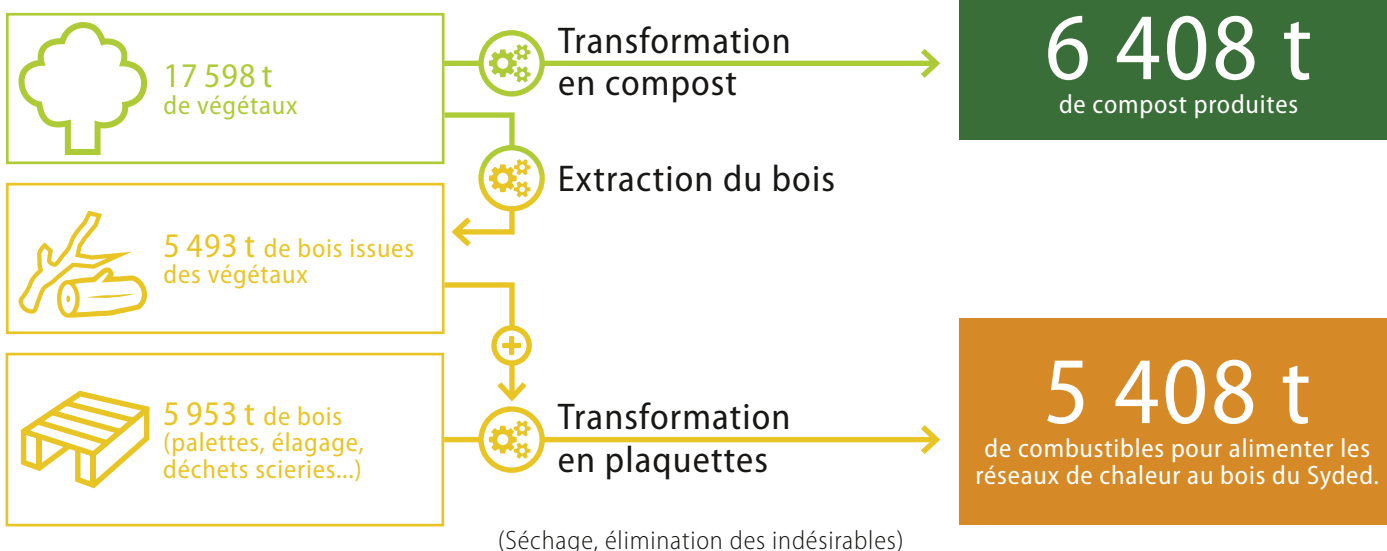 17 598 t
de végétaux
Transformation
en compost
6 408 t
de compost produites
Extraction du bois
5 493 t de bois issues
des végétaux
5 953 t de bois
(palettes, élagage,
déchets scieries...)
Transformation
en plaquettes
5 408 t
de combustibles pour alimenter les
réseaux de chaleur au bois du Syded.
(Séchage, élimination des indésirables)